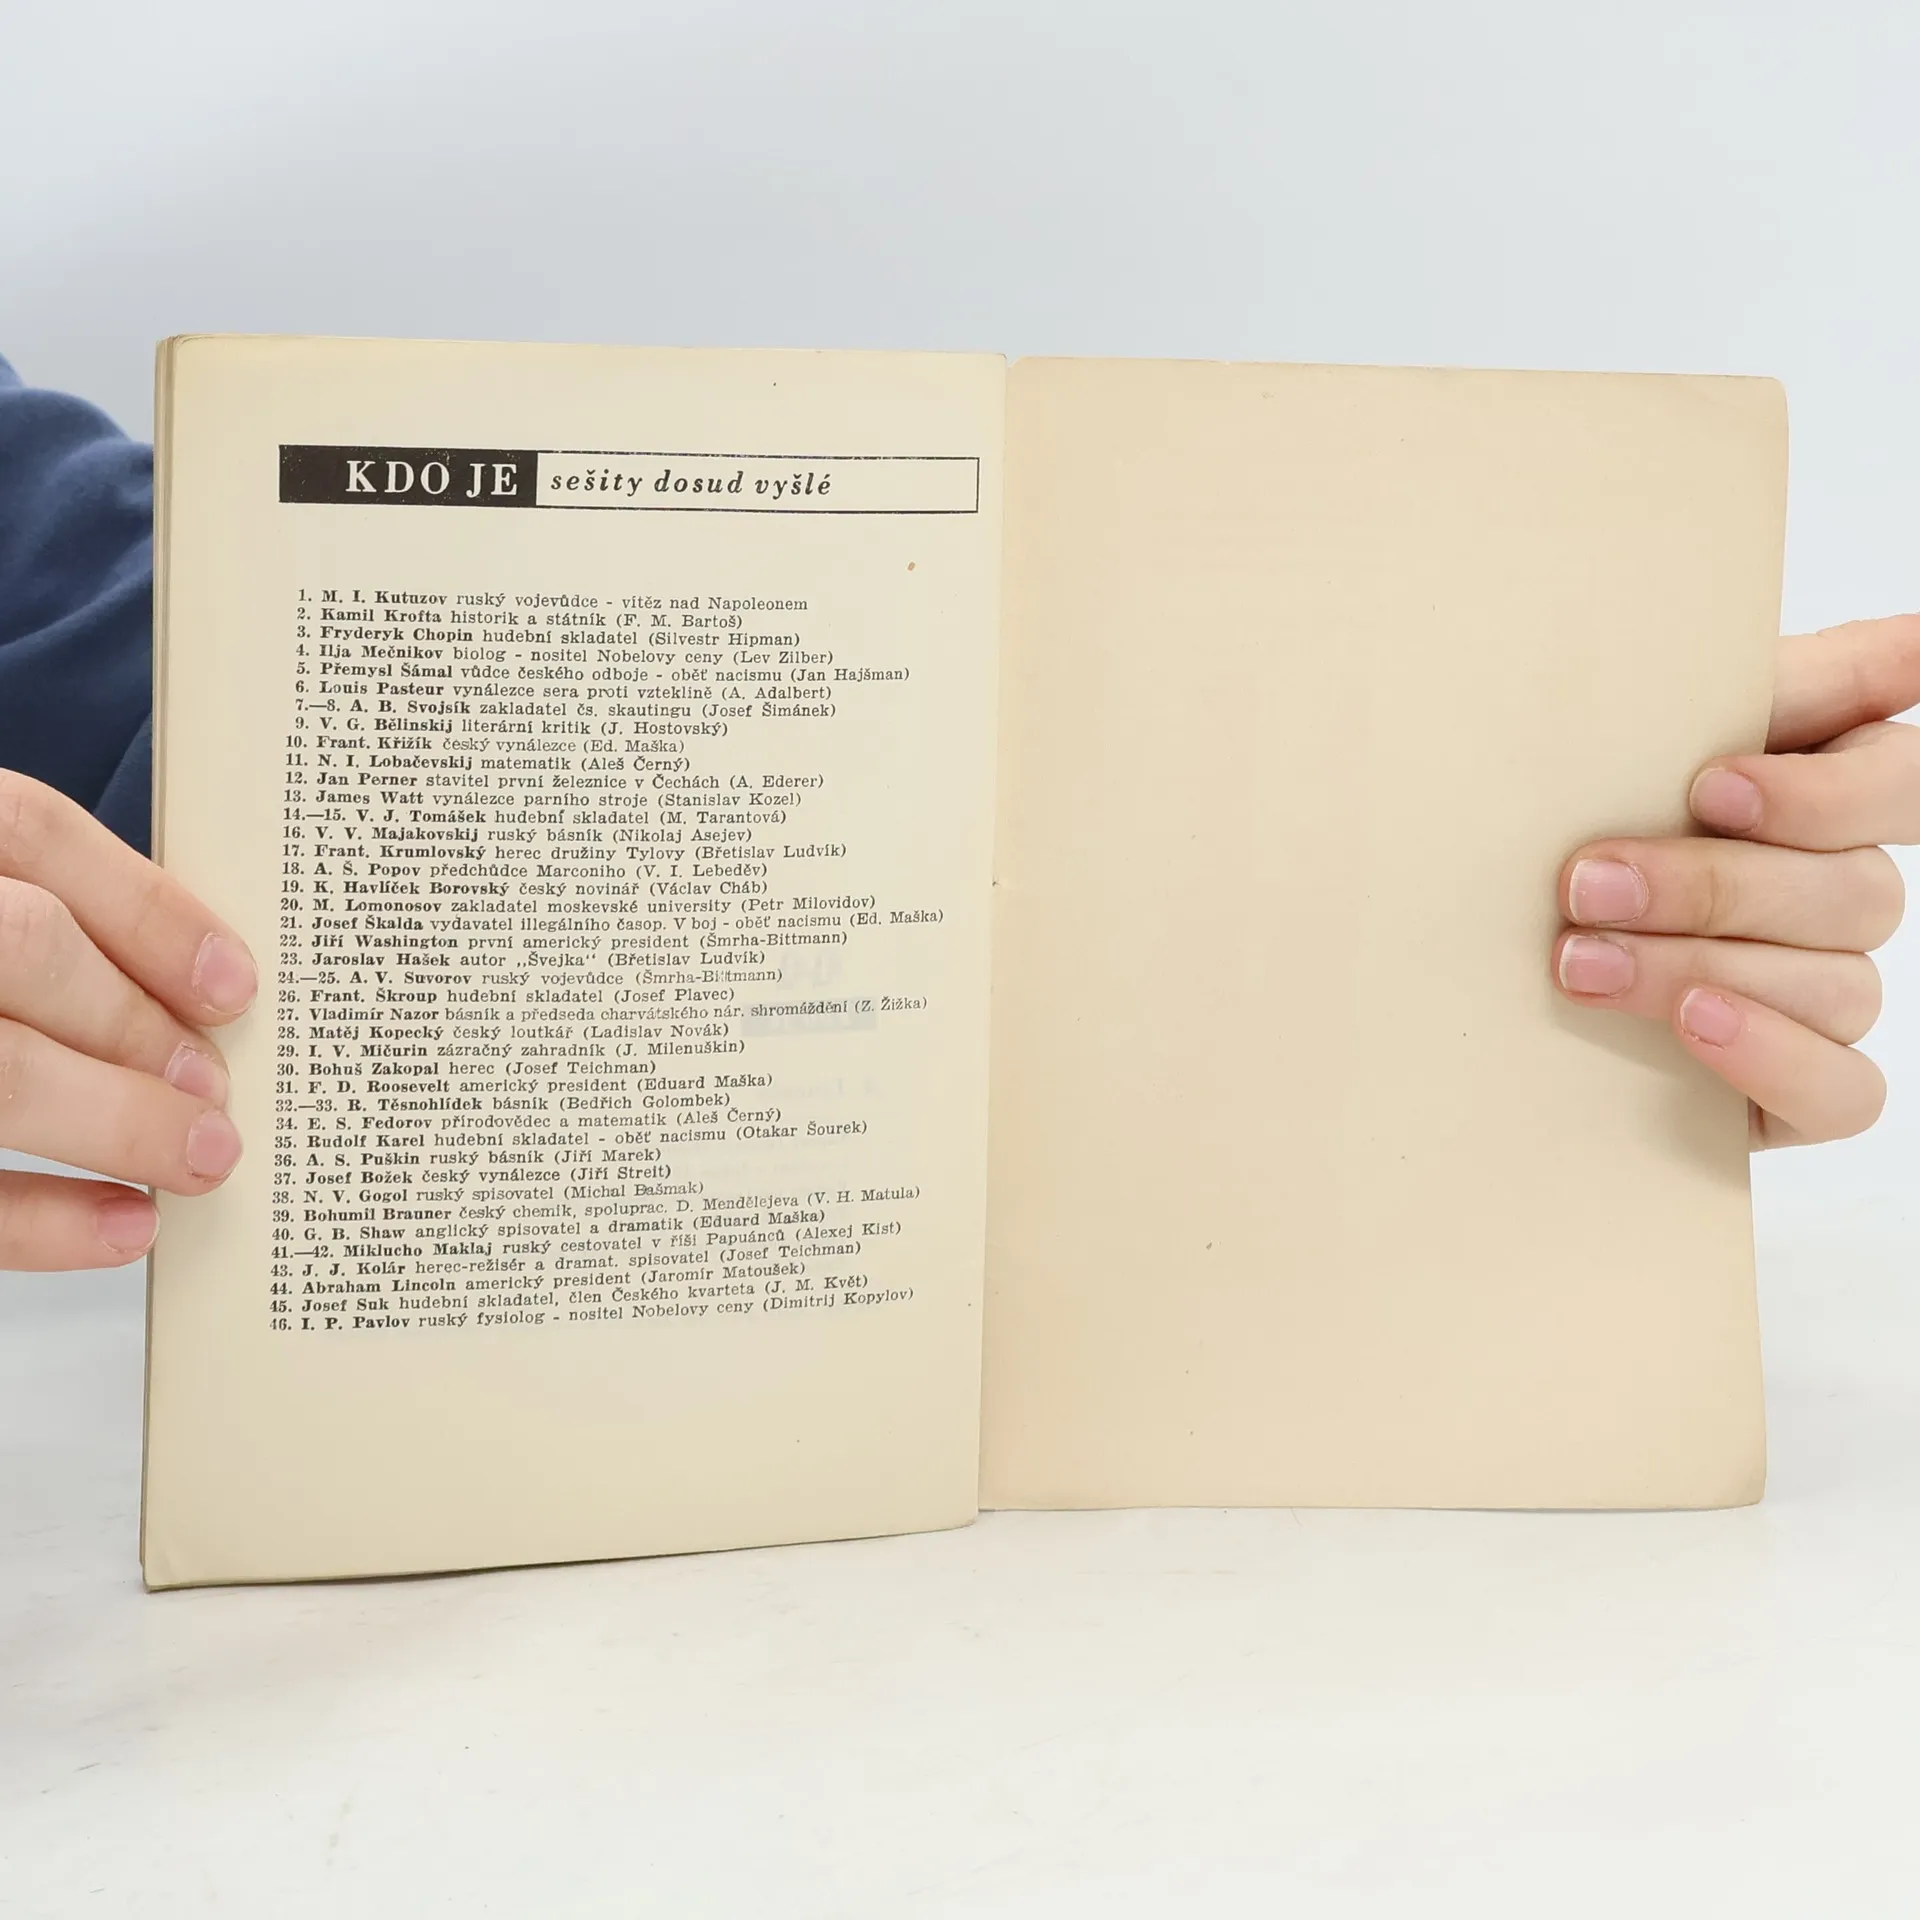 KDO JE sešity dosud vyšlé
1. M. I. Kutuzov ruský vojevůdce - vítěz nad Napoleonem
2. Kamil Krofta historik a státník (F. M. Bartoš)
3. Fryderyk Chopin hudební skladatel (Silvestr Hipman)
4. Ilja Mečnikov biolog - nositel Nobelovy ceny (Lev Zilber)
5. Přemysl Šámal vůdce českého odboje - oběť nacismu (Jan Hajšman)
6. Louis Pasteur vynálezce sera proti vzteklině (A. Adalbert)
7.—8. A. B. Svojsík zakladatel čs. skautingu (Josef Šimánek)
9. V. G. Bělinskij literární kritik (J. Hostovský)
10. Frant. Křižík český vynálezce (Ed. Maška)
11. N. I. Lobačevskij matematik (Aleš Černý)
12. Jan Perner stavitel první železnice v Čechách (A. Ederer)
13. James Watt vynálezce parního stroje (Stanislav Kozel)
14.—15. V. J. Tomášek hudební skladatel (M. Tarantová)
16. V. V. Majakovskij ruský básník (Nikolaj Asejev)
17. Frant. Krumlovský herec družiny Tylovy (Břetislav Ludvík)
18. A. Š. Popov předchůdce Marconiho (V. I. Lebeděv)
19. K. Havlíček Borovský český novinář (Václav Cháb)
20. M. Lomonosov zakladatel moskevské university (Petr Milovidov)
21. Josef Škalda vydavatel illegálního časop. V boj - oběť nacismu (Ed. Maška)
22. Jiří Washington první americký president (Šmrha-Bittmann)
23. Jaroslav Hašek autor „Švejka“ (Břetislav Ludvík)
24.—25. A. V. Suvorov ruský vojevůdce (Šmrha-Bittmann)
26. Frant. Škroup hudební skladatel (Josef Plavec)
27. Vladimír Nazor básník a předseda charvátského nár. shromáždění (Z. Žižka)
28. Matěj Kopecký český loutkář (Ladislav Novák)
29. I. V. Mičurin zázračný zahradník (J. Milenuškin)
30. Bohuš Zakopal herec (Josef Teichman)
31. F. D. Roosevelt americký president (Eduard Maška)
32.—33. R. Těsnohlídek básník (Bedřich Golombek)
34. E. S. Fedorov přírodovědec a matematik (Aleš Černý)
35. Rudolf Karel hudební skladatel - oběť nacismu (Otakar Šourek)
36. A. S. Puškin ruský básník (Jiří Marek)
37. Josef Božek český vynálezce (Jiří Streit)
38. N. V. Gogol ruský spisovatel (Michal Bašmak)
39. Bohumil Brauner český chemik, spoluprac. D. Mendělejeva (V. H. Matula)
40. G. B. Shaw anglický spisovatel a dramatik (Eduard Maška)
41.—42. Miklucho Maklaj ruský cestovatel v říši Papuánců (Alexej Kist)
43. J. J. Kolár herec-režisér a dramat. spisovatel (Josef Teichman)
44. Abraham Lincoln americký president (Jaromír Matoušek)
45. Josef Suk hudební skladatel, člen Českého kvarteta (J. M. Květ)
46. I. P. Pavlov ruský fysiolog - nositel Nobelovy ceny (Dimitrij Kopylov)